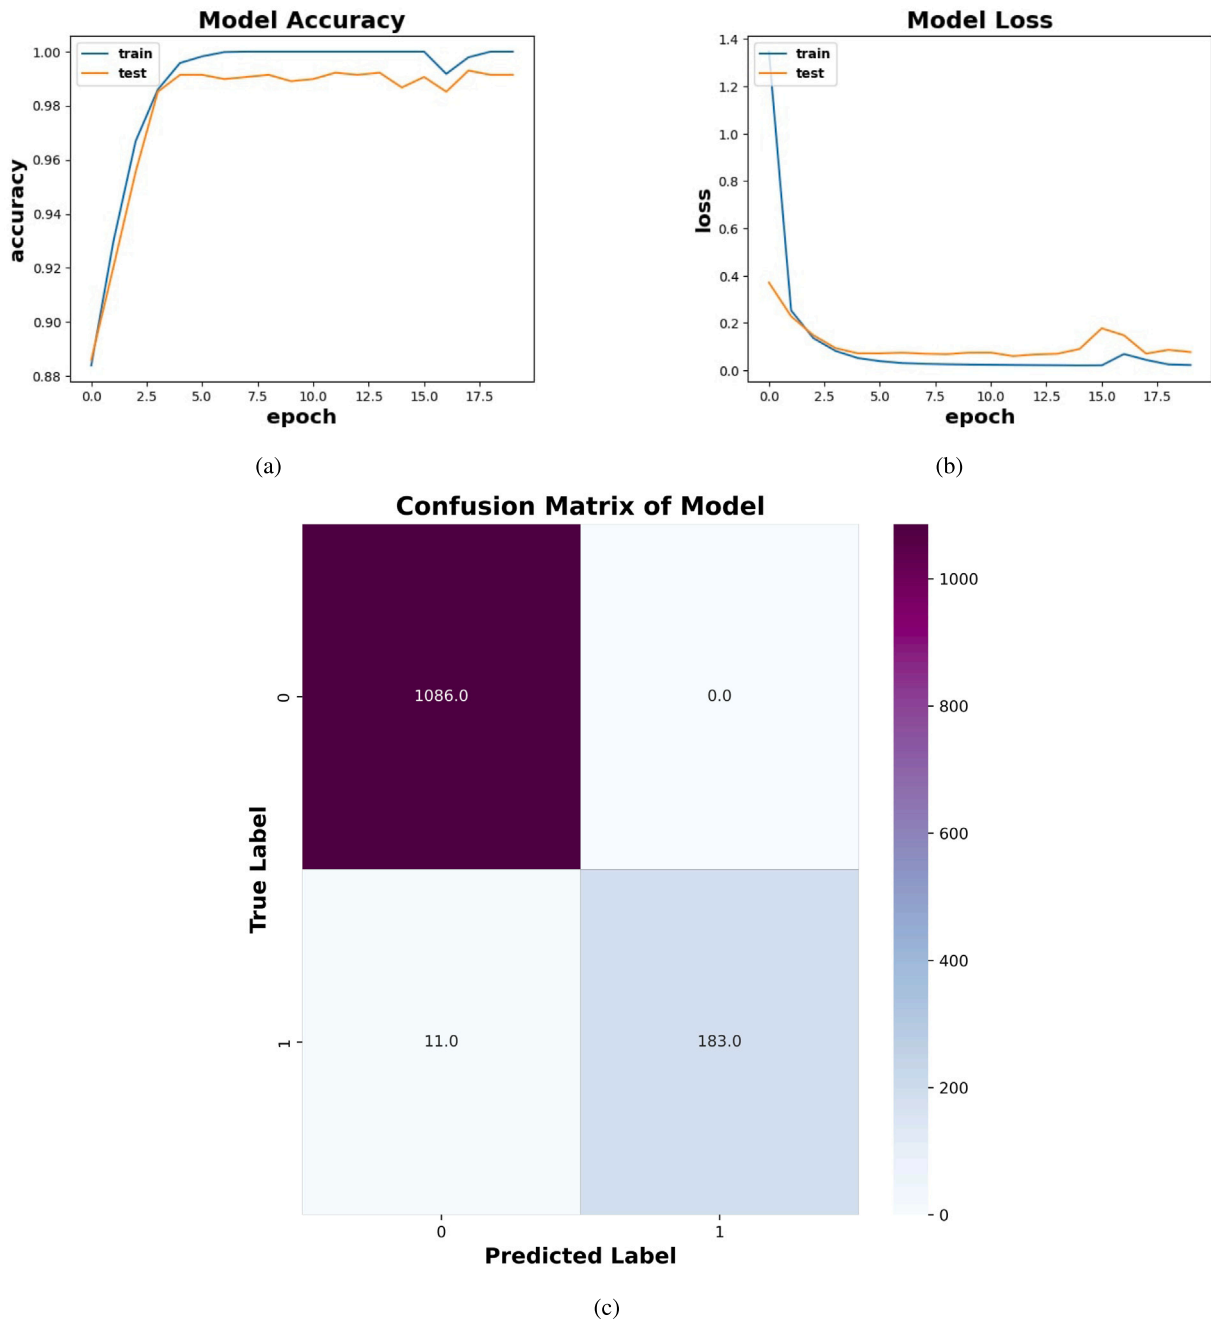 Model Accuracy
1.00
0.98
0.96
0.94
0.92
0.90
0.88
accuracy
train
test
0.0 2.5 5.0 7.5 10.0 12.5 15.0 17.5
epoch
(a)
Model Loss
1.4
1.2
1.0
0.8
0.6
0.4
0.2
0.0
loss
train
test
0.0 2.5 5.0 7.5 10.0 12.5 15.0 17.5
epoch
(b)
Confusion Matrix of Model
True Label
0
1
1086.0 0.0
11.0 183.0
0 1
Predicted Label
1000
800
600
400
200
0
(c)